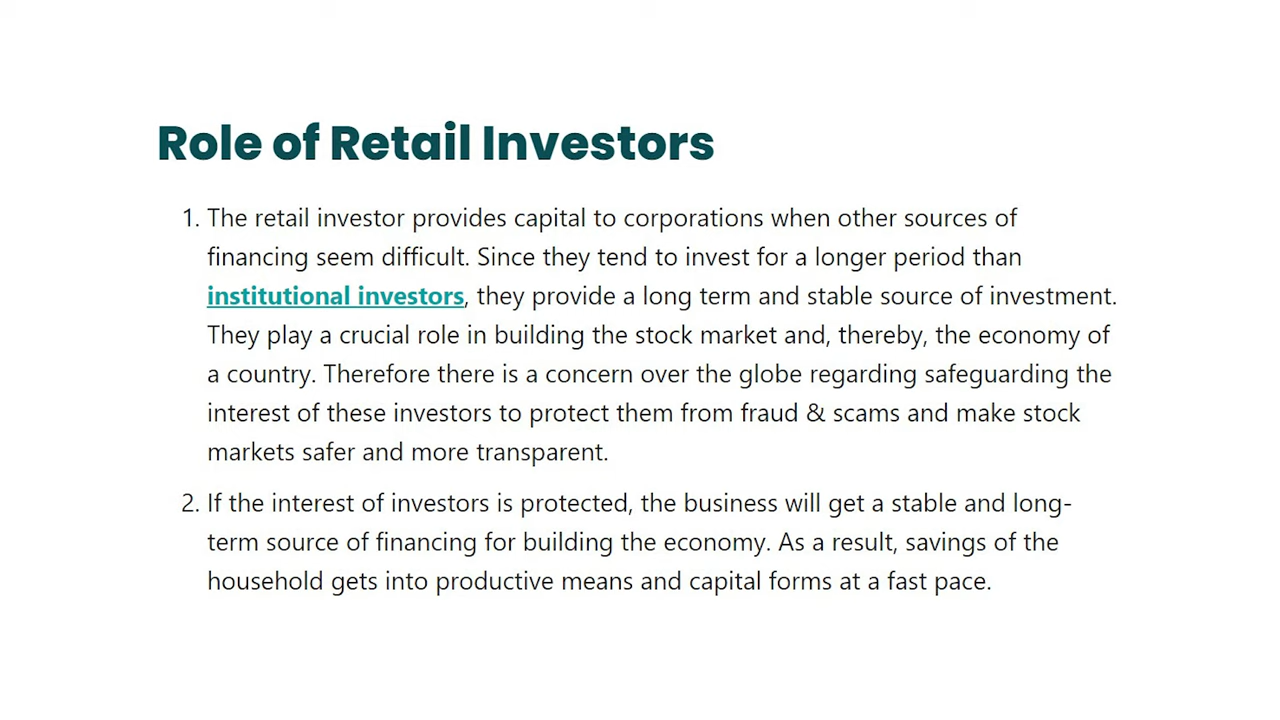 Role of Retail Investors
1. The retail investor provides capital to corporations when other sources of
financing seem difficult. Since they tend to invest for a longer period than
institutional investors, they provide a long term and stable source of investment.
They play a crucial role in building the stock market and, thereby, the economy of
a country. Therefore there is a concern over the globe regarding safeguarding the
interest of these investors to protect them from fraud & scams and make stock
markets safer and more transparent.
2. If the interest of investors is protected, the business will get a stable and long-
term source of financing for building the economy. As a result, savings of the
household gets into productive means and capital forms at a fast pace.